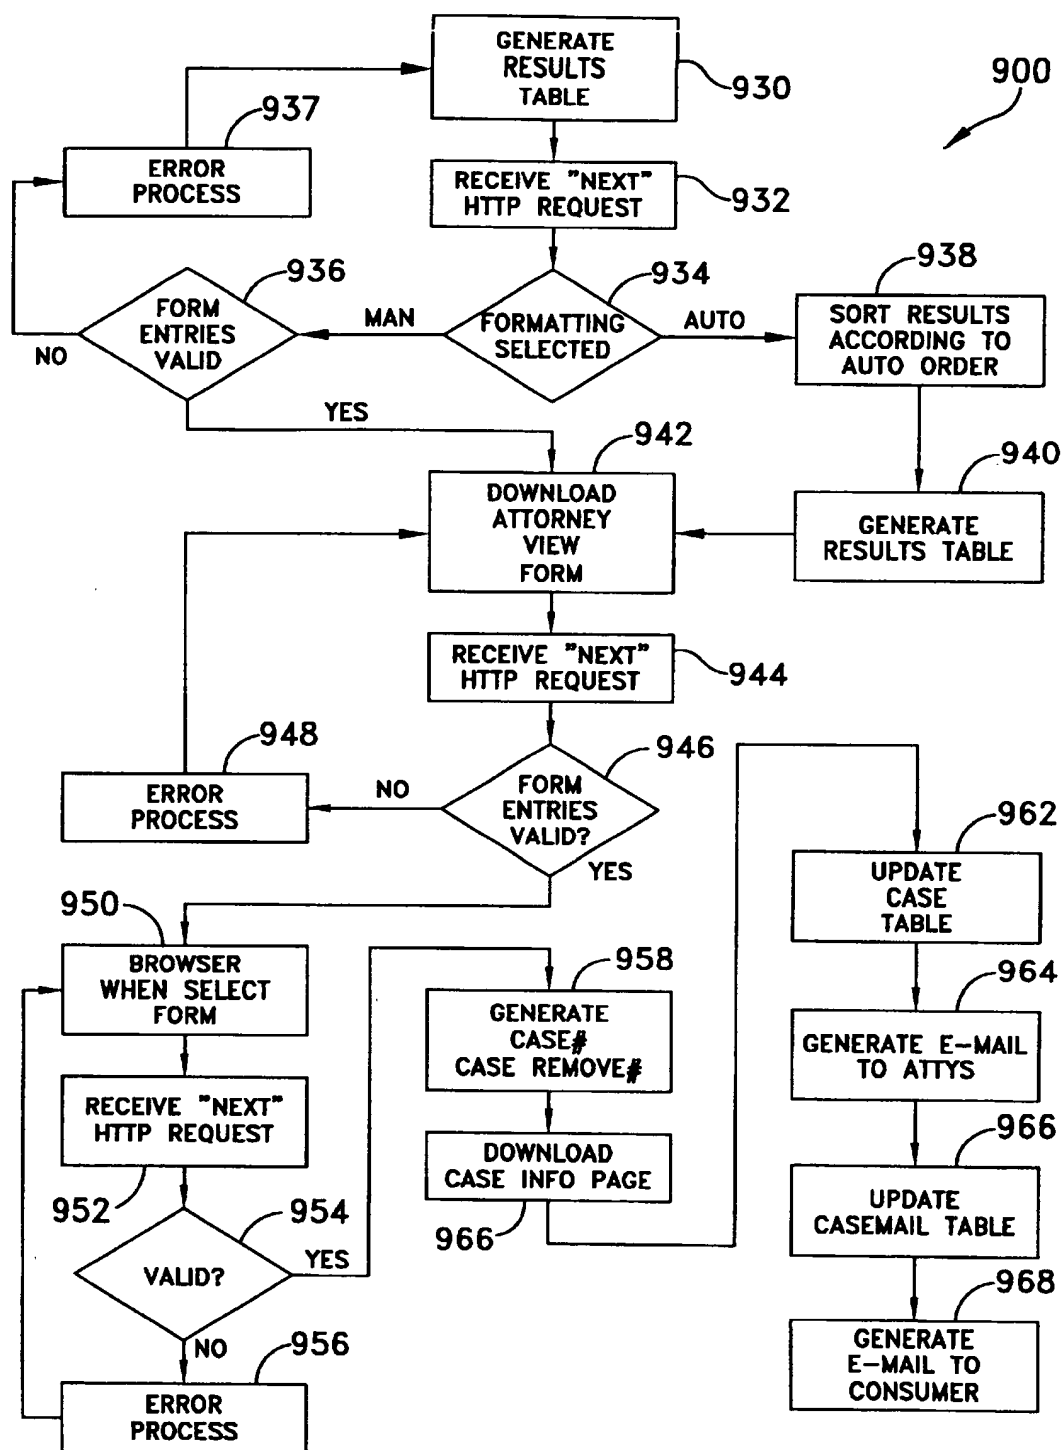 GENERATE
RESULTS
TABLE
930
900
937
ERROR
PROCESS
RECEIVE "NEXT"
HTTP REQUEST
932
936
FORM
ENTRIES
VALID
NO
MAN
934
FORMATTING
SELECTED
AUTO
938
SORT RESULTS
ACCORDING TO
AUTO ORDER
YES
942
DOWNLOAD
ATTORNEY
VIEW
FORM
940
GENERATE
RESULTS TABLE
RECEIVE "NEXT"
HTTP REQUEST
944
948
ERROR
PROCESS
NO
946
FORM
ENTRIES
VALID?
YES
950
BROWSER
WHEN SELECT
FORM
RECEIVE "NEXT"
HTTP REQUEST
952
954
VALID?
YES
NO
956
ERROR
PROCESS
958
GENERATE
CASE#
CASE REMOVE#
DOWNLOAD
CASE INFO PAGE
966
962
UPDATE
CASE
TABLE
964
GENERATE E-MAIL
TO ATTYS
966
UPDATE
CASEMAIL TABLE
968
GENERATE
E-MAIL TO
CONSUMER